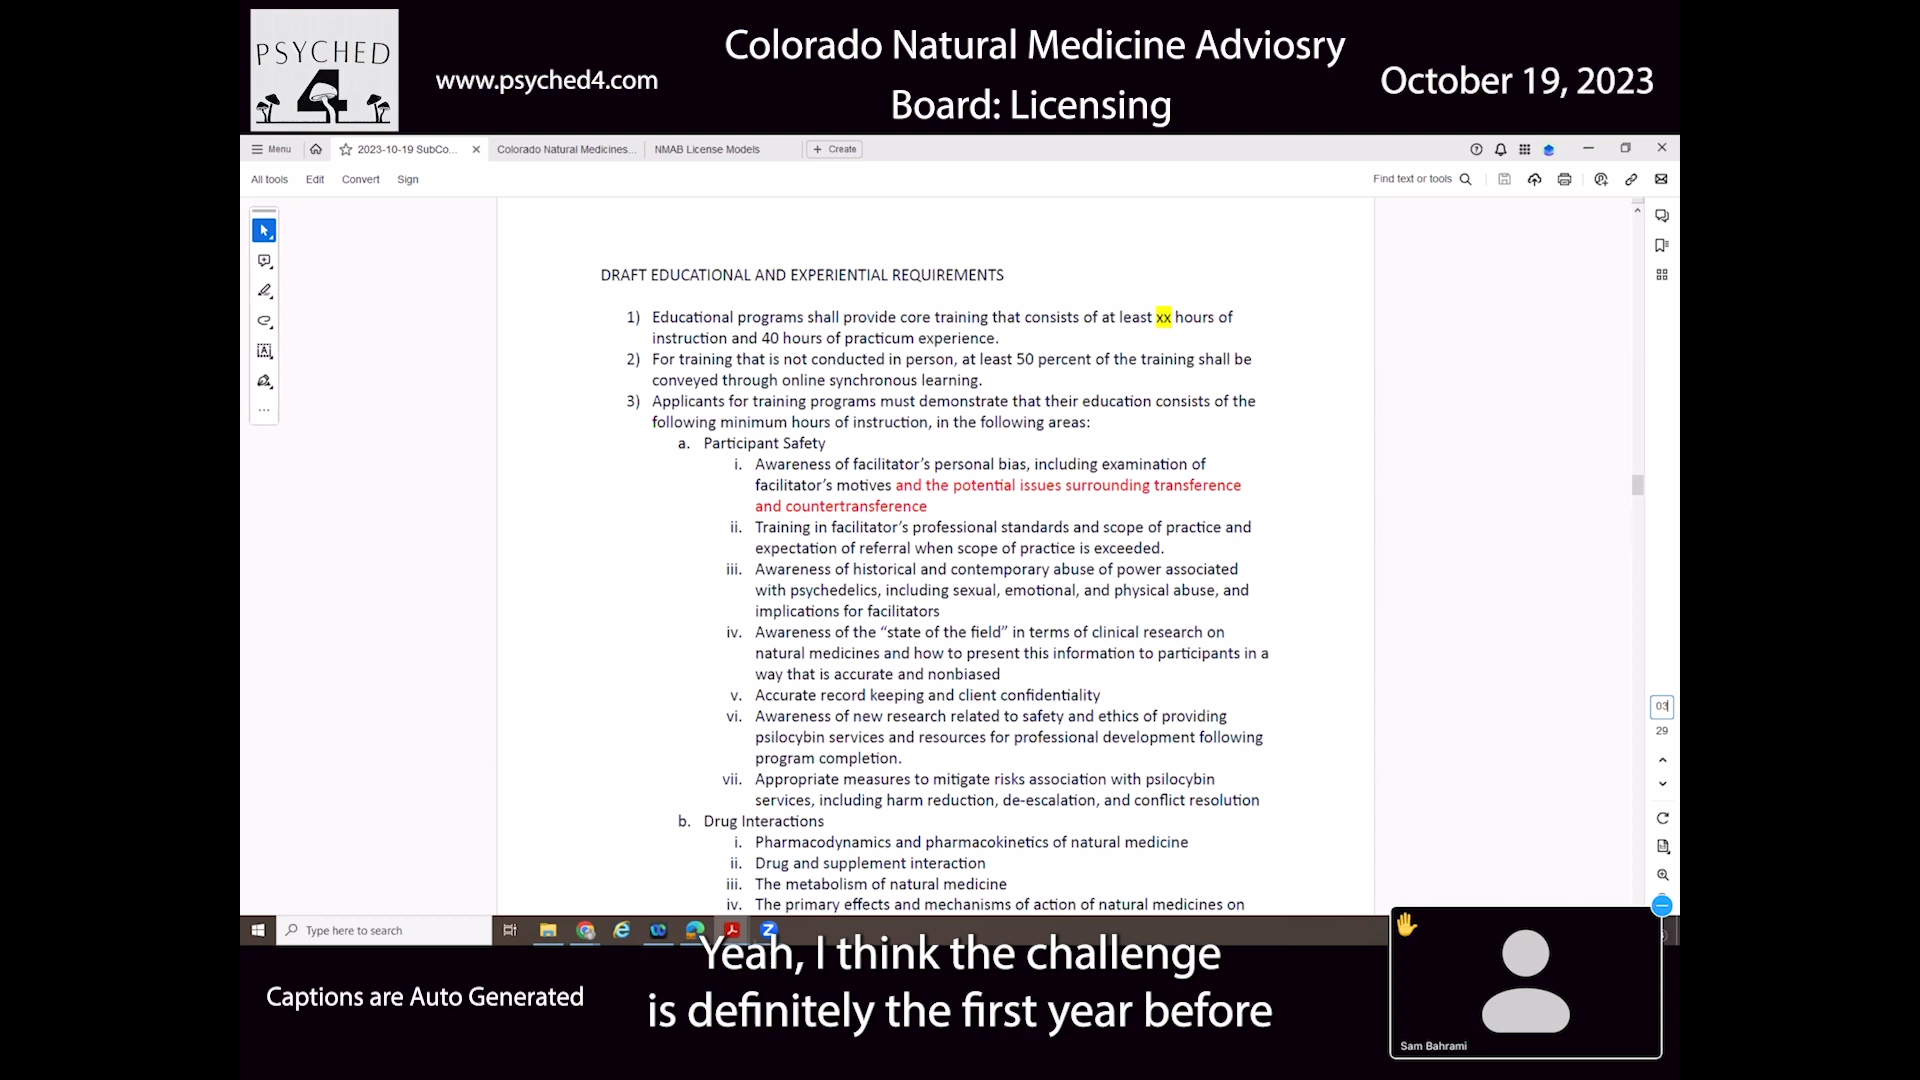 PSYCHED
4
www.psyched4.com
Colorado Natural Medicine Adviosry
Board: Licensing
October 19, 2023
Menu
2023-10-19 SubCo...
Colorado Natural Medicines...
NMAB License Models
Create
All tools
Edit
Convert
Sign
Find text or tools
DRAFT EDUCATIONAL AND EXPERIENTIAL REQUIREMENTS
1) Educational programs shall provide core training that consists of at least xx hours of
instruction and 40 hours of practicum experience.
2) For training that is not conducted in person, at least 50 percent of the training shall be
conveyed through online synchronous learning.
3) Applicants for training programs must demonstrate that their education consists of the
following minimum hours of instruction, in the following areas:
a. Participant Safety
i. Awareness of facilitator's personal bias, including examination of
facilitator's motives and the potential issues surrounding transference
and countertransference
ii. Training in facilitator's professional standards and scope of practice and
expectation of referral when scope of practice is exceeded.
iii. Awareness of historical and contemporary abuse of power associated
with psychedelics, including sexual, emotional, and physical abuse, and
implications for facilitators
iv. Awareness of the "state of the field" in terms of clinical research on
natural medicines and how to present this information to participants in a
way that is accurate and nonbiased
v. Accurate record keeping and client confidentiality
vi. Awareness of new research related to safety and ethics of providing
psilocybin services and resources for professional development following
program completion.
vii. Appropriate measures to mitigate risks association with psilocybin
services, including harm reduction, de-escalation, and conflict resolution
b. Drug Interactions
i. Pharmacodynamics and pharmacokinetics of natural medicine
ii. Drug and supplement interaction
iii. The metabolism of natural medicine
iv. The primary effects and mechanisms of action of natural medicines on
03
29
Type here to search
Yeah, I think the challenge
is definitely the first year before
Captions are Auto Generated
Sam Bahrami